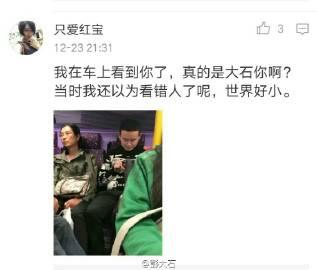 只爱红宝
3
12-23 21:31
我在车上看到你了，真的是大石你啊？
当时我还以为看错人了呢，世界好小。
@彭大石